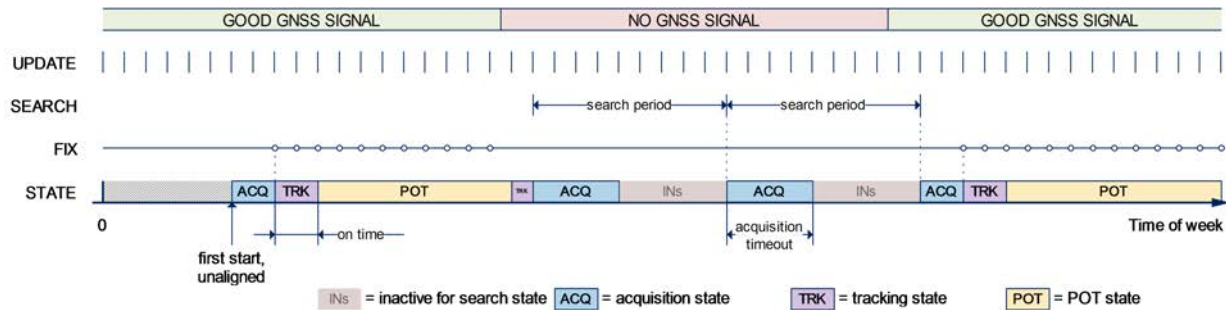 GOOD GNSS SIGNAL NO GNSS SIGNAL GOOD GNSS SIGNAL
UPDATE
SEARCH search period search period
FIX
STATE ACQ TRK POT TRK ACQ INs ACQ INs ACQ TRK POT
0 Time of week
on time
acquisition
timeout
first start,
unaligned
INs = inactive for search state ACQ = acquisition state TRK = tracking state POT = POT state